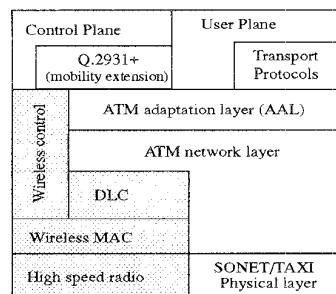 Control Plane
User Plane
Q.2931+
(mobility extension)
Transport
Protocols
Wireless control
ATM adaptation layer (AAL)
ATM network layer
DLC
Wireless MAC
High speed radio
SONET/TAXI
Physical layer